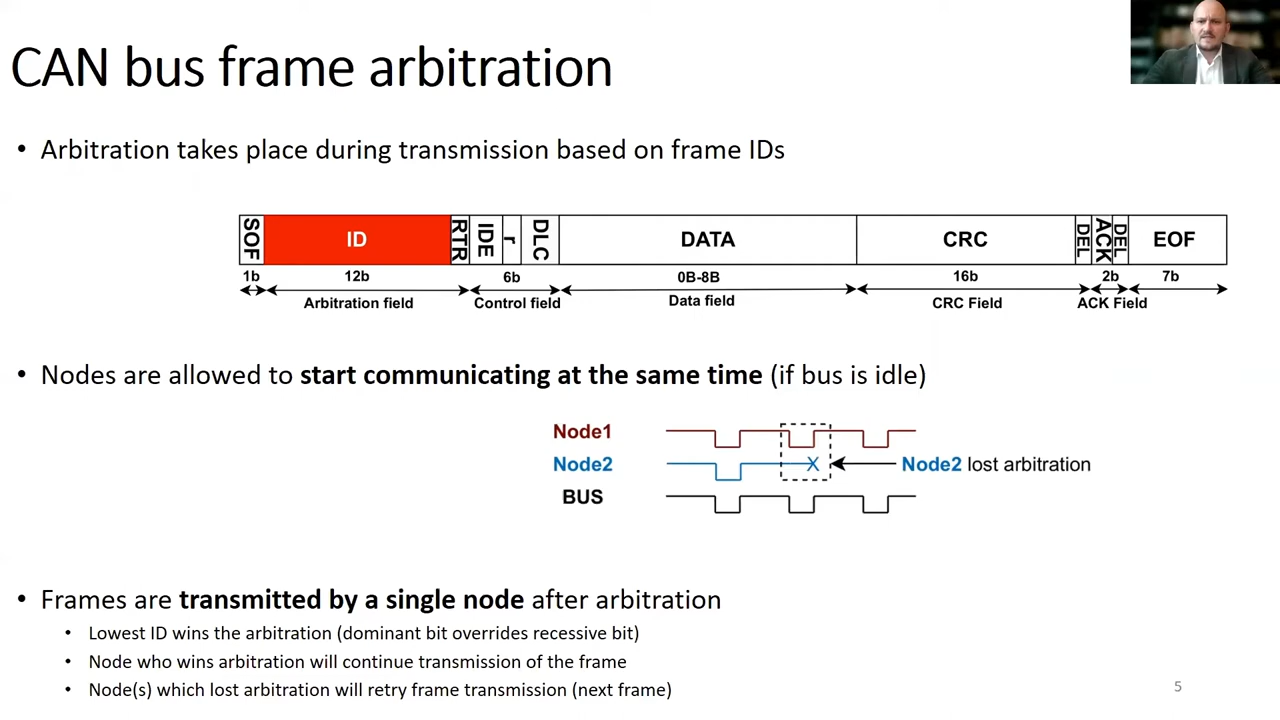 CAN bus frame arbitration
• Arbitration takes place during transmission based on frame IDs
SOF ID RTR IDE r DLC DATA CRC DEL ACK DEL EOF
1b 12b 6b 0B-8B 16b 2b 7b
Arbitration field Control field Data field CRC Field ACK Field
• Nodes are allowed to start communicating at the same time (if bus is idle)
Node1
Node2 X Node2 lost arbitration
BUS
• Frames are transmitted by a single node after arbitration
• Lowest ID wins the arbitration (dominant bit overrides recessive bit)
• Node who wins arbitration will continue transmission of the frame
• Node(s) which lost arbitration will retry frame transmission (next frame)
5